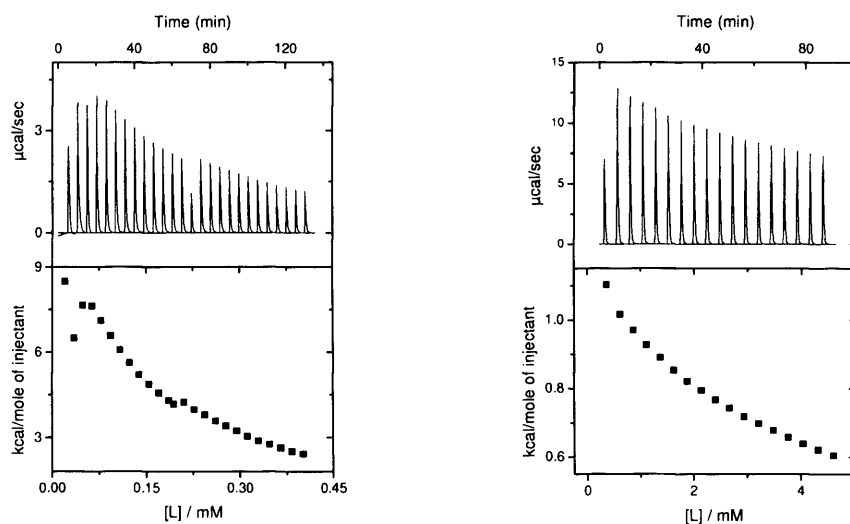 Time (min)
0 40 80 120
3
0
µcal/sec
9
6
3
kcal/mole of injectant
0.00 0.15 0.30 0.45
[L] / mM
Time (min)
0 40 80
15
10
5
0
µcal/sec
1.0
0.8
0.6
kcal/mole of injectant
0 2 4
[L] / mM